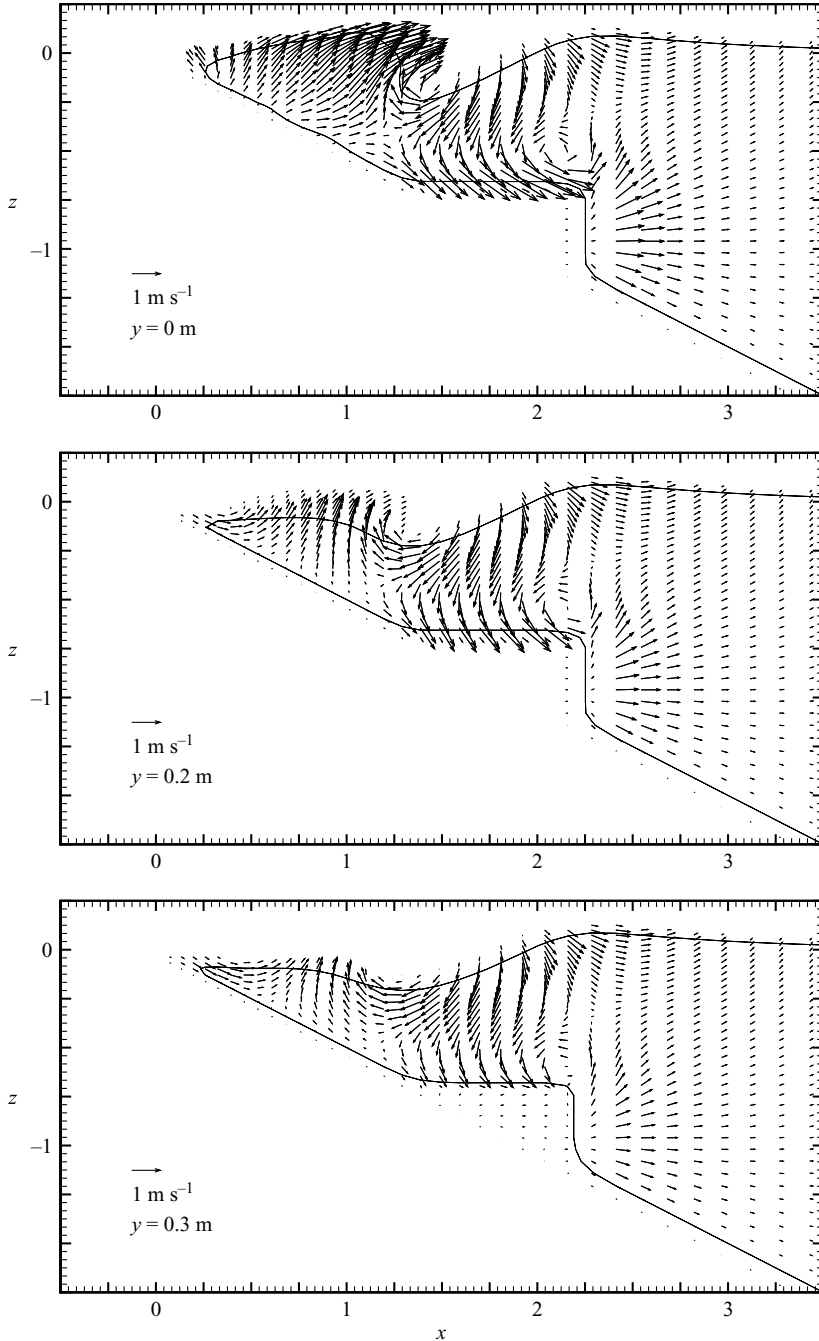 0
z
–1
1 m s–1
y = 0 m
0 1 2 3
0
z
–1
1 m s–1
y = 0.2 m
0 1 2 3
0
z
–1
1 m s–1
y = 0.3 m
0 1 2 3
x